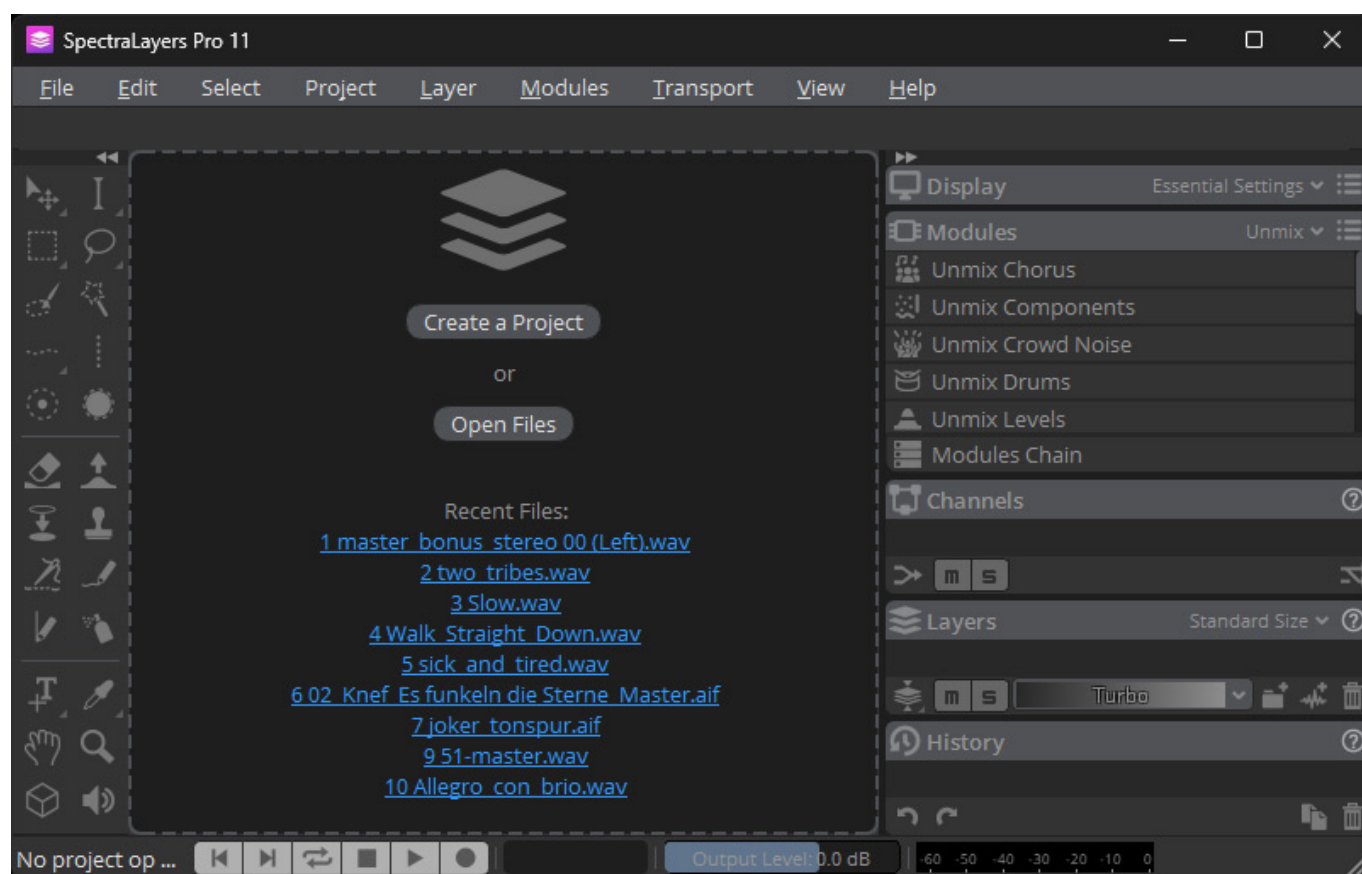 SpectraLayers Pro 11
File Edit Select Project Layer Modules Transport View Help
Create a Project
or
Open Files
Recent Files:
1 master_bonus_stereo 00 (Left).wav
2 two_tribes.wav
3 Slow.wav
4 Walk_Straight_Down.wav
5 sick_and_tired.wav
6 02_Knef_Es funkeln die Sterne_Master.aif
7 joker_tonspur.aif
9 51-master.wav
10 Allegro_con_brio.wav
Display Essential Settings
Modules Unmix
Unmix Chorus
Unmix Components
Unmix Crowd Noise
Unmix Drums
Unmix Levels
Modules Chain
Channels
m s
Layers Standard Size
m s Turbo
History
No project op ... Output Level: 0.0 dB -60 -50 -40 -30 -20 -10 0